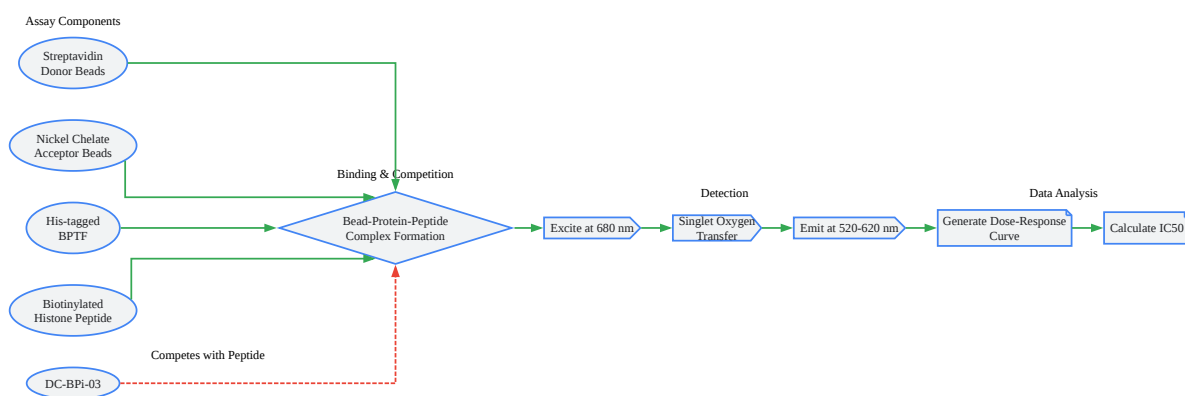 Assay Components
Streptavidin
Donor Beads
Nickel Chelate
Acceptor Beads
Binding & Competition
His-tagged
BPTF
Bead-Protein-Peptide
Complex Formation
Excite at 680 nm
Detection
Singlet Oxygen
Transfer
Emit at 520-620 nm
Data Analysis
Generate Dose-Response
Curve
Calculate IC50
Biotinylated
Histone Peptide
Competes with Peptide
DC-BPi-03